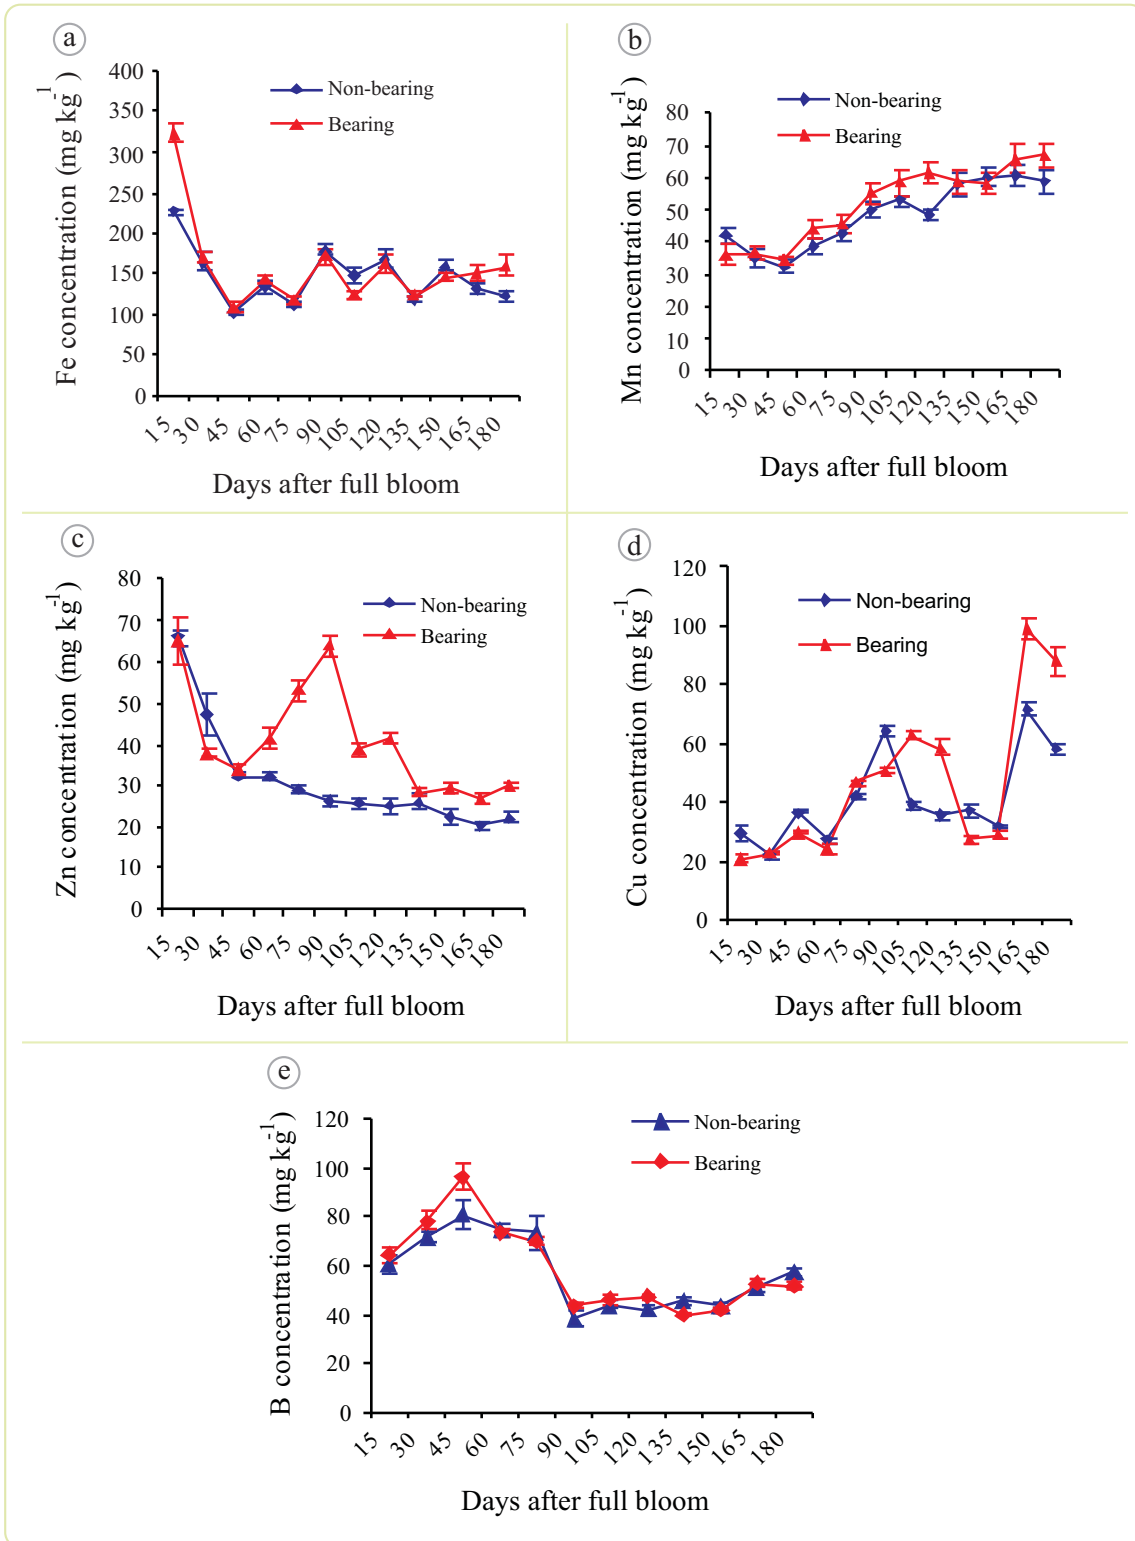 a
400
350
300
250
200
150
100
50
0
Fe concentration (mg kg-1)
Non-bearing
Bearing
15 30 45 60 75 90 105 120 135 150 165 180
Days after full bloom
b
80
70
60
50
40
30
20
10
0
Mn concentration (mg kg-1)
Non-bearing
Bearing
15 30 45 60 75 90 105 120 135 150 165 180
Days after full bloom
c
80
70
60
50
40
30
20
10
0
Zn concentration (mg kg-1)
Non-bearing
Bearing
15 30 45 60 75 90 105 120 135 150 165 180
Days after full bloom
d
120
100
80
60
40
20
0
Cu concentration (mg kg-1)
Non-bearing
Bearing
15 30 45 60 75 90 105 120 135 150 165 180
Days after full bloom
e
120
100
80
60
40
20
0
B concentration (mg kg-1)
Non-bearing
Bearing
15 30 45 60 75 90 105 120 135 150 165 180
Days after full bloom